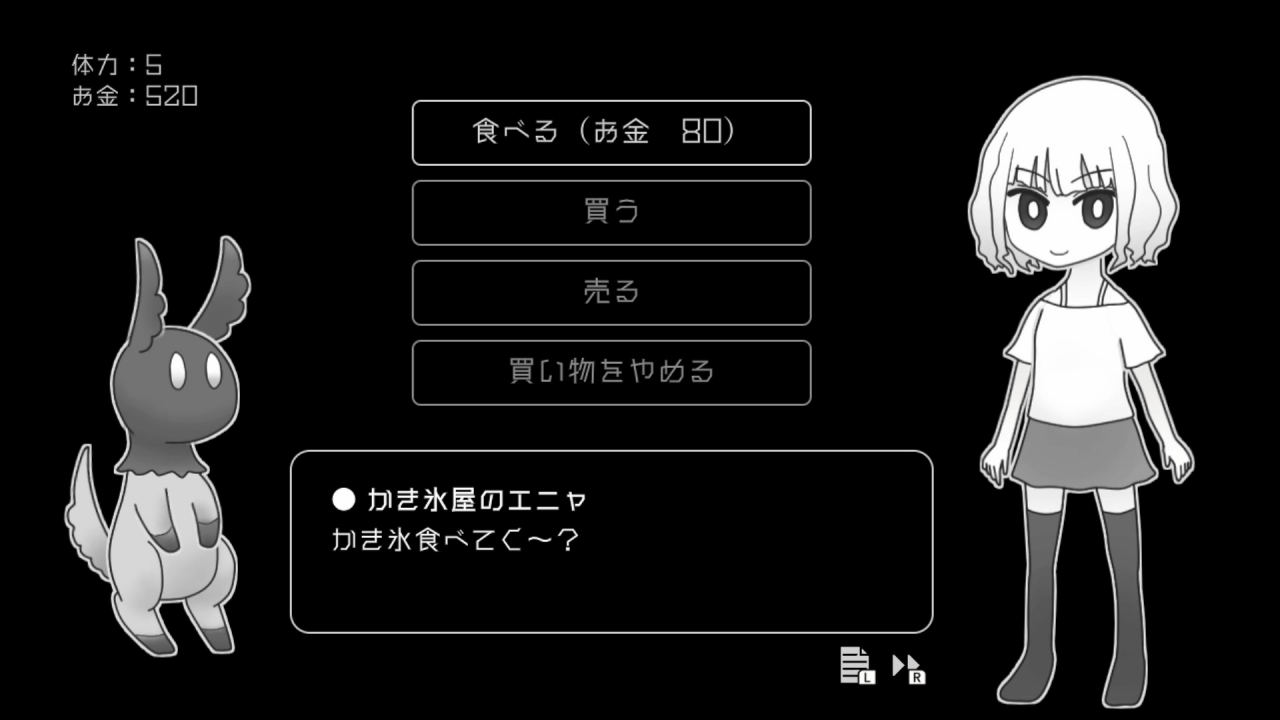 体力：5
お金：520
食べる（お金　80）
買う
売る
買い物をやめる
● かき氷屋のエニャ
かき氷食べてく～？
L R